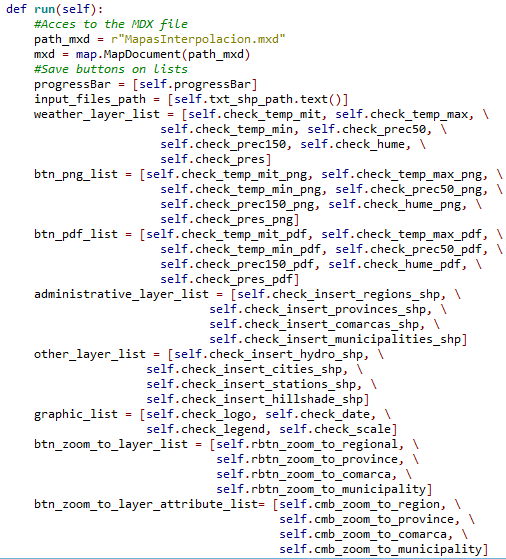 def run(self):
    #Acces to the MDX file
    path_mxd = r"MapasInterpolacion.mxd"
    mxd = map.MapDocument(path_mxd)
    #Save buttons on lists
    progressBar = [self.progressBar]
    input_files_path = [self.txt_shp_path.text()]
    weather_layer_list = [self.check_temp_mit, self.check_temp_max, \
                          self.check_temp_min, self.check_prec50, \
                          self.check_prec150, self.check_hume, \
                          self.check_pres]
    btn_png_list = [self.check_temp_mit_png, self.check_temp_max_png, \
                          self.check_temp_min_png, self.check_prec50_png, \
                          self.check_prec150_png, self.check_hume_png, \
                          self.check_pres_png]
    btn_pdf_list = [self.check_temp_mit_pdf, self.check_temp_max_pdf, \
                          self.check_temp_min_pdf, self.check_prec50_pdf, \
                          self.check_prec150_pdf, self.check_hume_pdf, \
                          self.check_pres_pdf]
    administrative_layer_list = [self.check_insert_regions_shp, \
                                 self.check_insert_provinces_shp, \
                                 self.check_insert_comarcas_shp, \
                                 self.check_insert_municipalities_shp]
    other_layer_list = [self.check_insert_hydro_shp, \
                        self.check_insert_cities_shp, \
                        self.check_insert_stations_shp, \
                        self.check_insert_hillshade_shp]
    graphic_list = [self.check_logo, self.check_date, \
                    self.check_legend, self.check_scale]
    btn_zoom_to_layer_list = [self.rbtn_zoom_to_regional, \
                              self.rbtn_zoom_to_province, \
                              self.rbtn_zoom_to_comarca, \
                              self.rbtn_zoom_to_municipality]
    btn_zoom_to_layer_attribute_list= [self.cmb_zoom_to_region, \
                                       self.cmb_zoom_to_province, \
                                       self.cmb_zoom_to_comarca, \
                                       self.cmb_zoom_to_municipality]